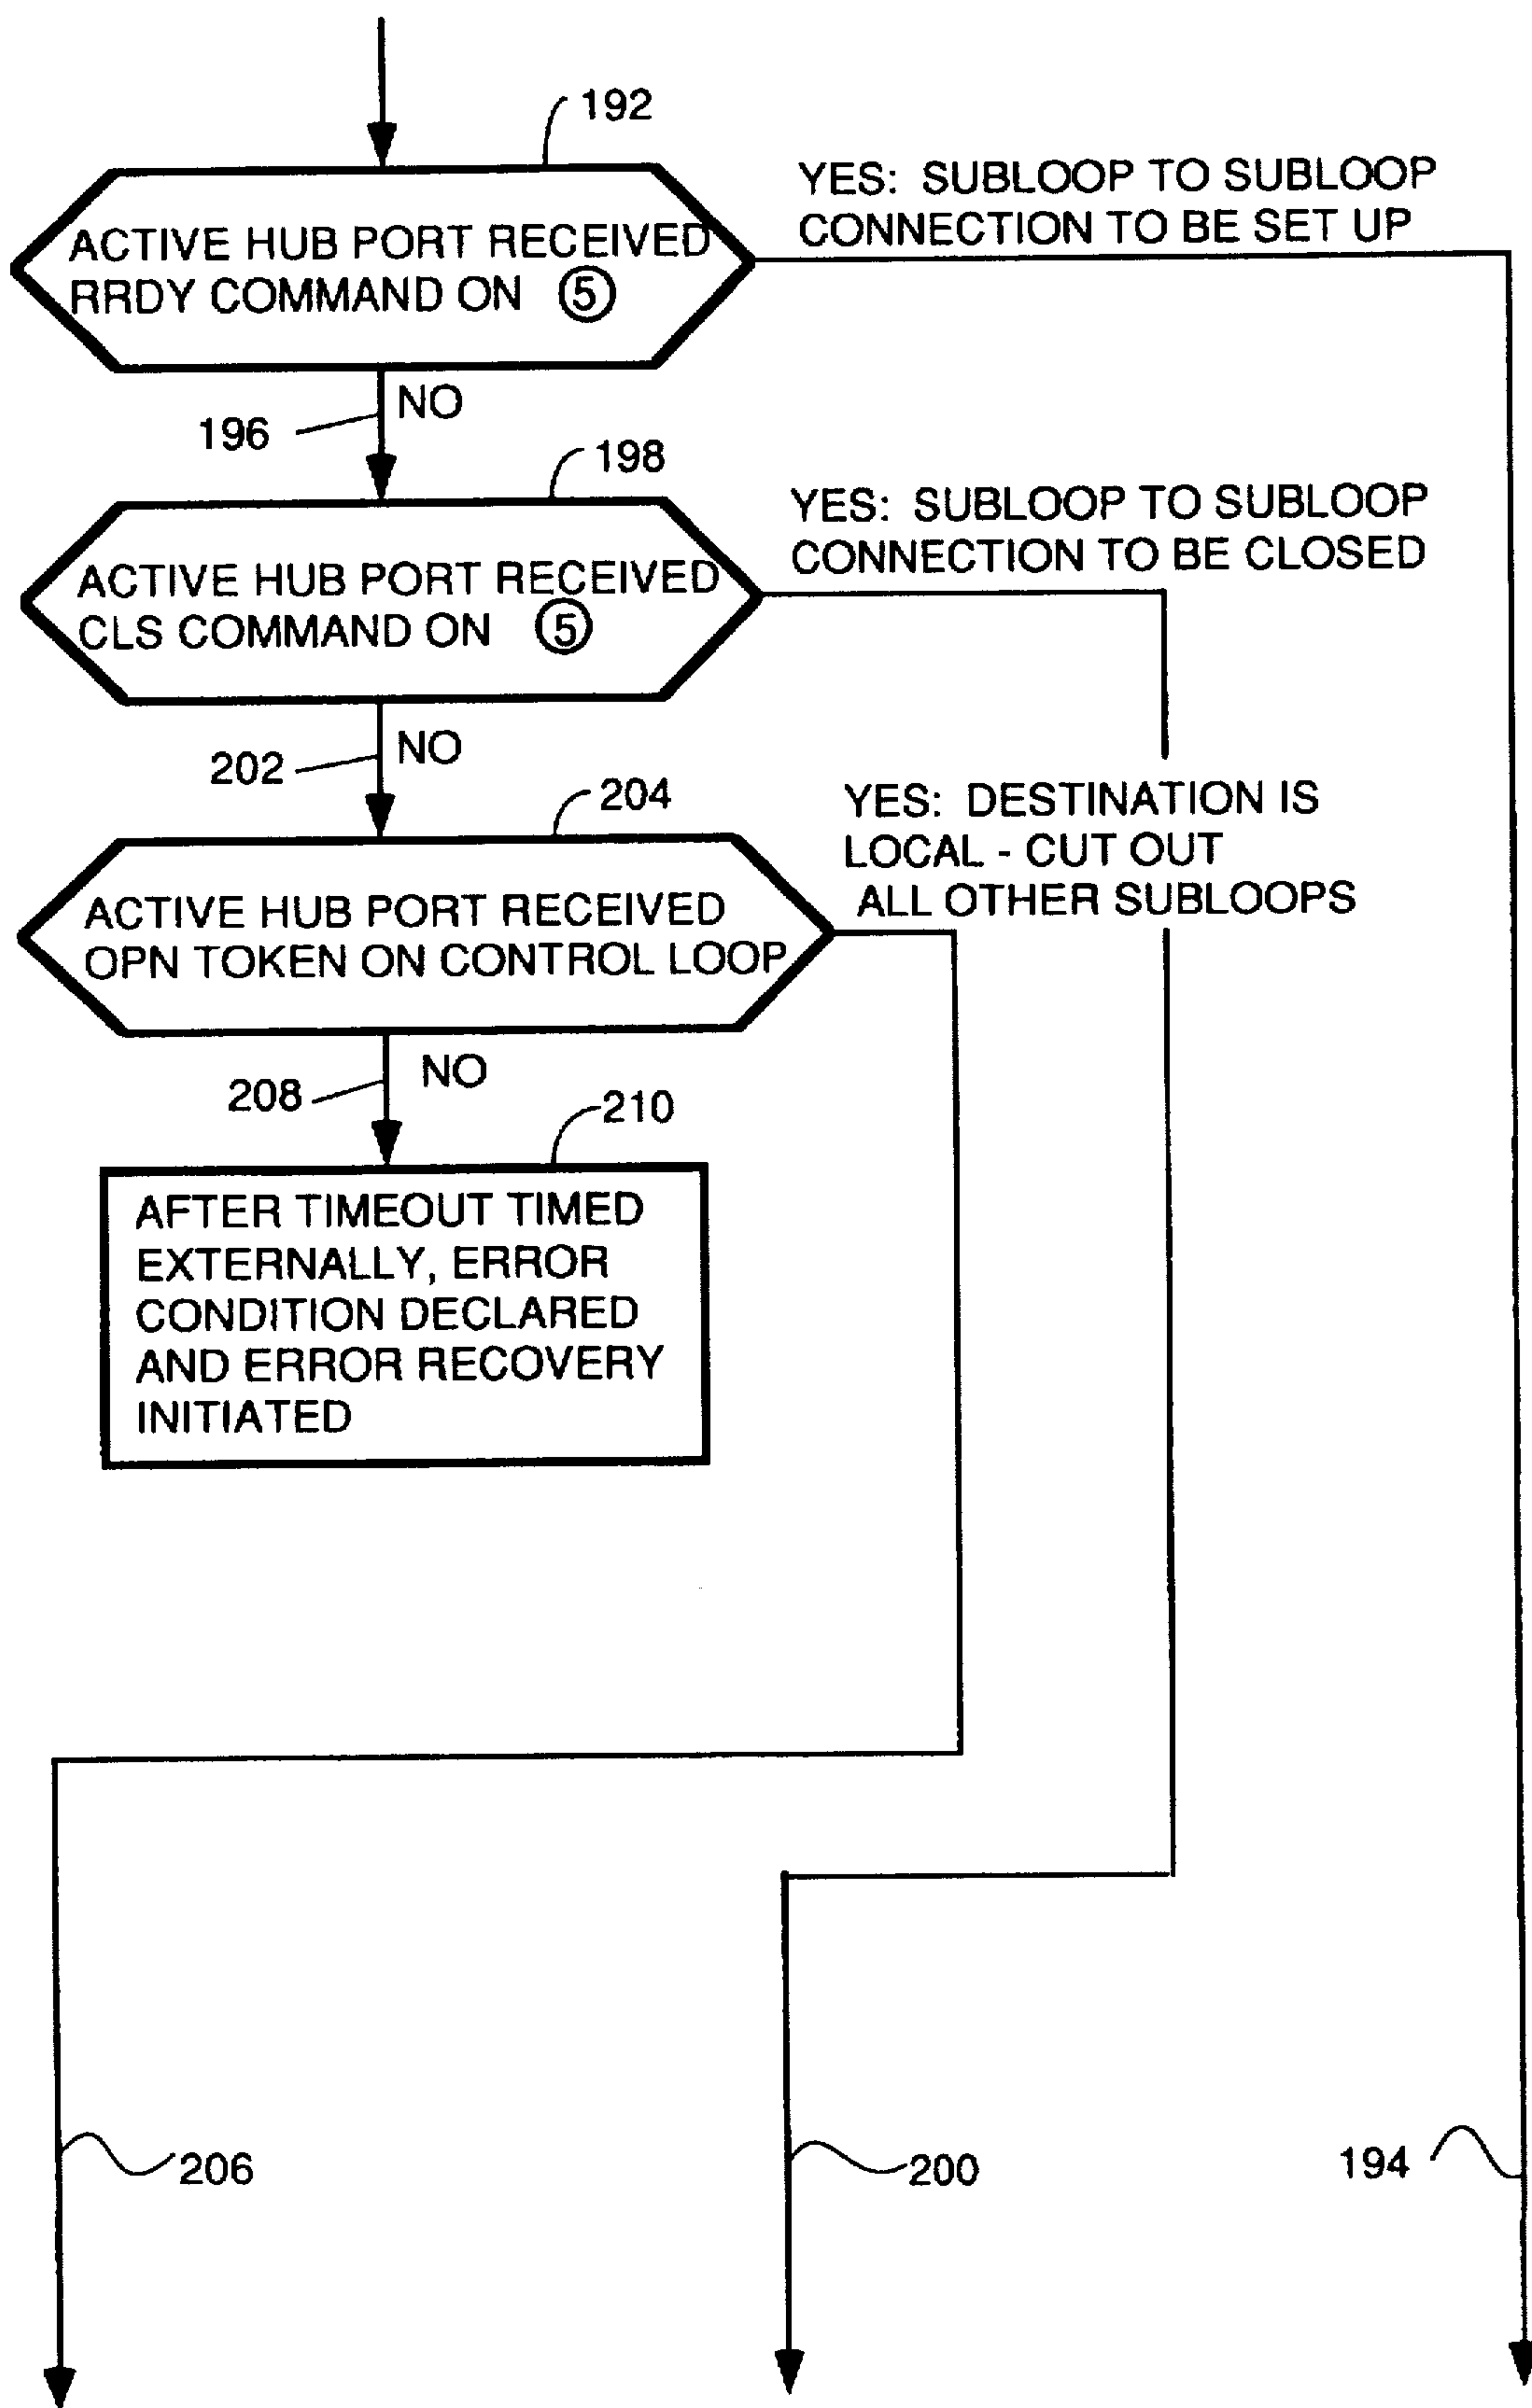 192
YES: SUBLOOP TO SUBLOOP
CONNECTION TO BE SET UP
ACTIVE HUB PORT RECEIVED
RRDY COMMAND ON ⑤
NO
196
198
YES: SUBLOOP TO SUBLOOP
CONNECTION TO BE CLOSED
ACTIVE HUB PORT RECEIVED
CLS COMMAND ON ⑤
NO
202
204
YES: DESTINATION IS
LOCAL - CUT OUT
ALL OTHER SUBLOOPS
ACTIVE HUB PORT RECEIVED
OPN TOKEN ON CONTROL LOOP
NO
208
210
AFTER TIMEOUT TIMED
EXTERNALLY, ERROR
CONDITION DECLARED
AND ERROR RECOVERY
INITIATED
206
200
194